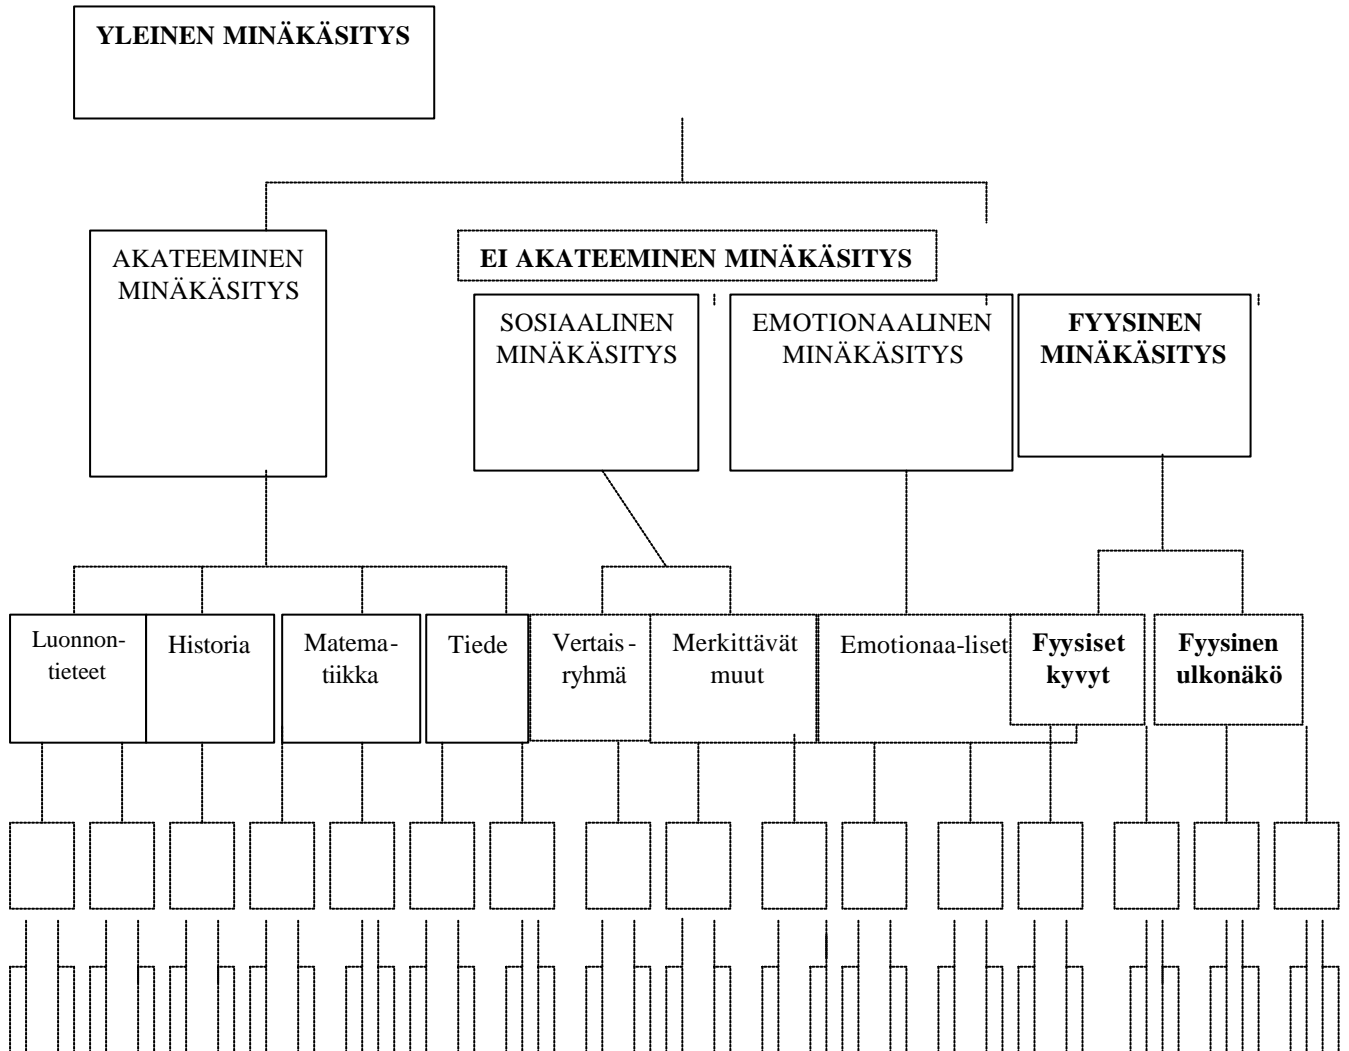 YLEINEN MINÄKÄSITYS
AKATEEMINEN
MINÄKÄSITYS
EI AKATEEMINEN MINÄKÄSITYS
SOSIAALINEN
MINÄKÄSITYS
EMOTIONAALINEN
MINÄKÄSITYS
FYYSINEN
MINÄKÄSITYS
Luonnon-
tieteet
Historia
Matema-
tiikka
Tiede
Vertais-
ryhmä
Merkittävät
muut
Emotionaa-liset
Fyysiset
kyvyt
Fyysinen
ulkonäkö